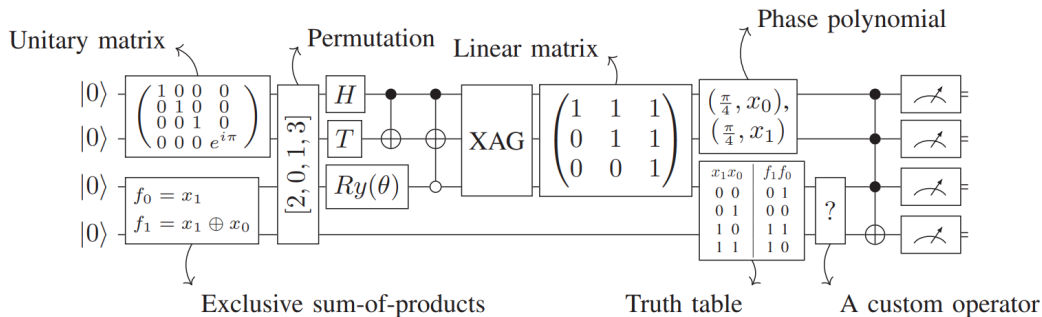 Phase polynomial
Unitary matrix
Permutation
Linear matrix
|0⟩
1 0 0 0
0 1 0 0
0 0 1 0
0 0 0 e^{iπ}
[2, 0, 1, 3]
H
XAG
1 1 1
0 1 1
0 0 1
(π/4, x₀),
(π/4, x₁)
|0⟩
T
|0⟩
f₀ = x₁
f₁ = x₁ ⊕ x₀
Ry(θ)
x₁x₀ f₁f₀
0 0 0 1
0 1 0 0
1 0 1 1
1 1 1 0
?
|0⟩
Exclusive sum-of-products
Truth table
A custom operator